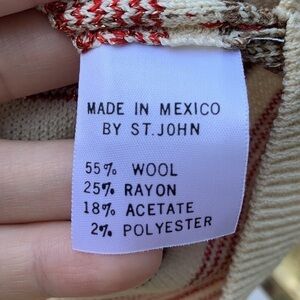 MADE IN MEXICO
BY ST. JOHN
55% WOOL
25% RAYON
18% ACETATE
2% POLYESTER